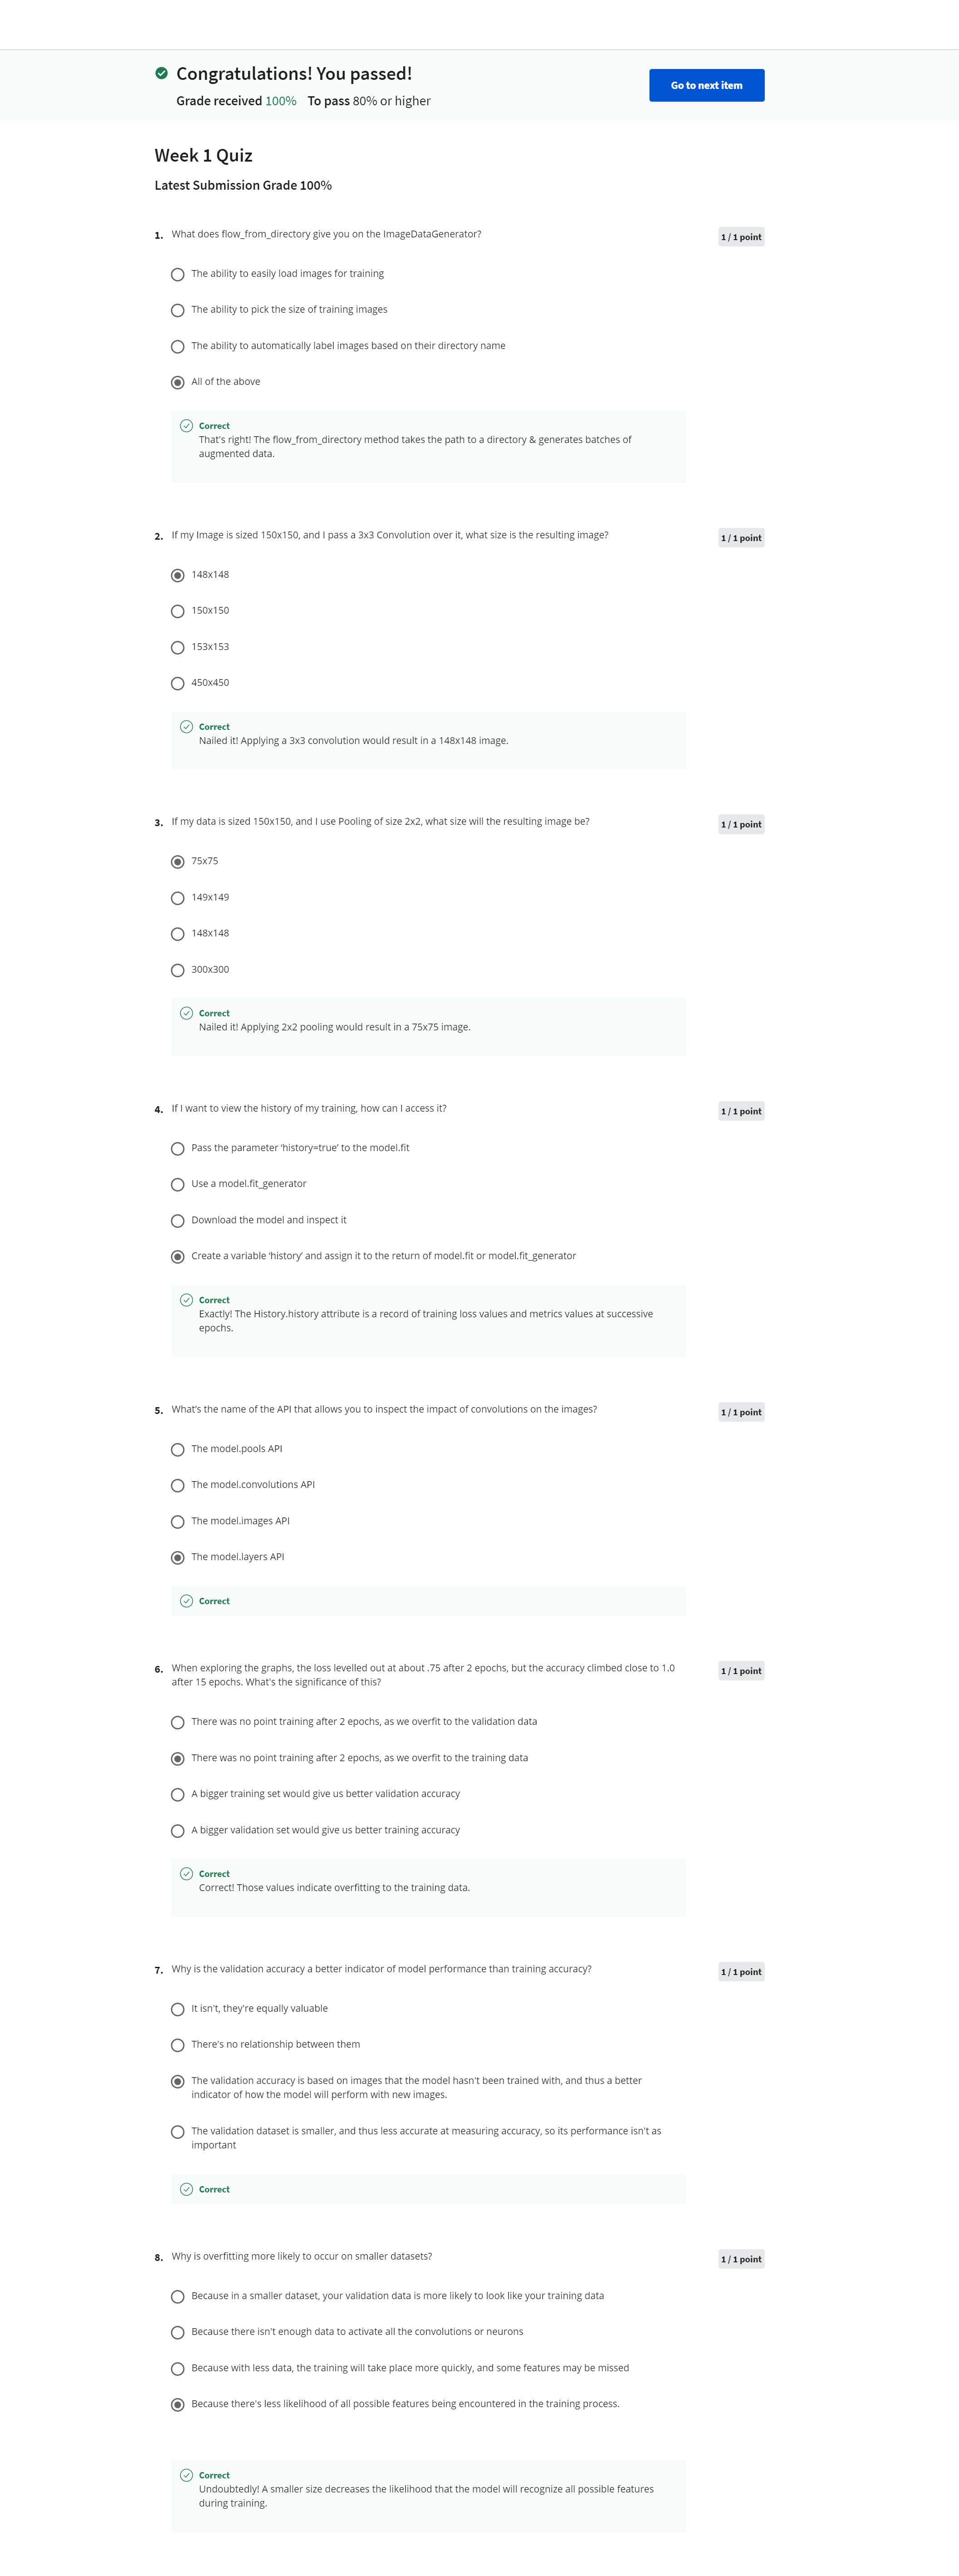 Congratulations! You passed!
Go to next item
Grade received 100% To pass 80% or higher
Week 1 Quiz
Latest Submission Grade 100%
1. What does flow_from_directory give you on the ImageDataGenerator?
1 / 1 point
The ability to easily load images for training
The ability to pick the size of training images
The ability to automatically label images based on their directory name
All of the above
Correct
That's right! The flow_from_directory method takes the path to a directory & generates batches of
augmented data.
2. If my Image is sized 150x150, and I pass a 3x3 Convolution over it, what size is the resulting image?
1 / 1 point
148x148
150x150
153x153
450x450
Correct
Nailed it! Applying a 3x3 convolution would result in a 148x148 image.
3. If my data is sized 150x150, and I use Pooling of size 2x2, what size will the resulting image be?
1 / 1 point
75x75
149x149
148x148
300x300
Correct
Nailed it! Applying 2x2 pooling would result in a 75x75 image.
4. If I want to view the history of my training, how can I access it?
1 / 1 point
Pass the parameter ‘history=true’ to the model.fit
Use a model.fit_generator
Download the model and inspect it
Create a variable ‘history’ and assign it to the return of model.fit or model.fit_generator
Correct
Exactly! The History.history attribute is a record of training loss values and metrics values at successive
epochs.
5. What's the name of the API that allows you to inspect the impact of convolutions on the images?
1 / 1 point
The model.pools API
The model.convolutions API
The model.images API
The model.layers API
Correct
6. When exploring the graphs, the loss levelled out at about .75 after 2 epochs, but the accuracy climbed close to 1.0
after 15 epochs. What's the significance of this?
1 / 1 point
There was no point training after 2 epochs, as we overfit to the validation data
There was no point training after 2 epochs, as we overfit to the training data
A bigger training set would give us better validation accuracy
A bigger validation set would give us better training accuracy
Correct
Correct! Those values indicate overfitting to the training data.
7. Why is the validation accuracy a better indicator of model performance than training accuracy?
1 / 1 point
It isn't, they're equally valuable
There's no relationship between them
The validation accuracy is based on images that the model hasn't been trained with, and thus a better
indicator of how the model will perform with new images.
The validation dataset is smaller, and thus less accurate at measuring accuracy, so its performance isn't as
important
Correct
8. Why is overfitting more likely to occur on smaller datasets?
1 / 1 point
Because in a smaller dataset, your validation data is more likely to look like your training data
Because there isn't enough data to activate all the convolutions or neurons
Because with less data, the training will take place more quickly, and some features may be missed
Because there's less likelihood of all possible features being encountered in the training process.
Correct
Undoubtedly! A smaller size decreases the likelihood that the model will recognize all possible features
during training.